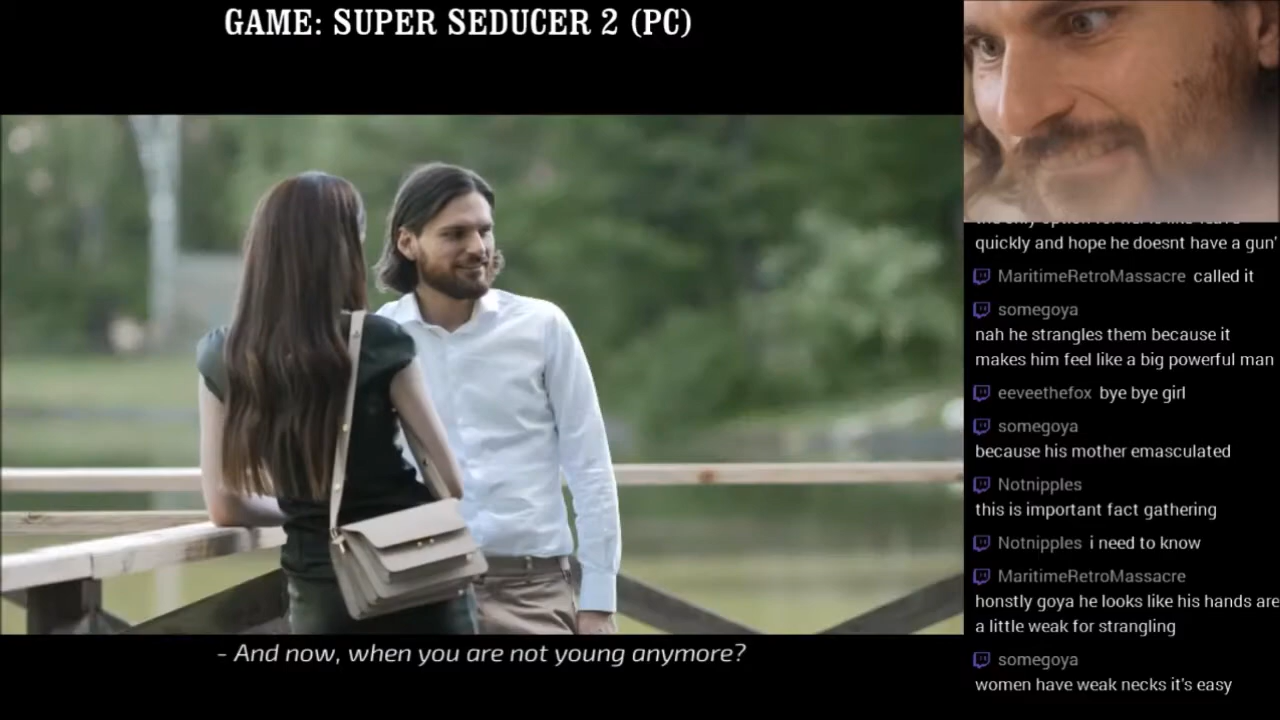 GAME: SUPER SEDUCER 2 (PC)
quickly and hope he doesnt have a gun'
MaritimeRetroMassacre called it
somegoya
nah he strangles them because it
makes him feel like a big powerful man
eeveethefox bye bye girl
somegoya
because his mother emasculated
Notnipples
this is important fact gathering
Notnipples i need to know
MaritimeRetroMassacre
honstly goya he looks like his hands are
a little weak for strangling
somegoya
women have weak necks it's easy
- And now, when you are not young anymore?